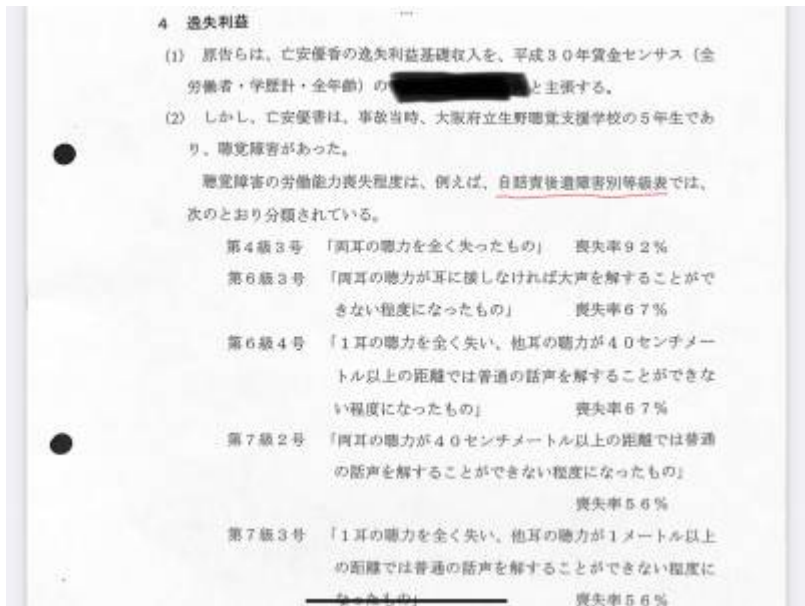 4 逸失利益
(1) 原告らは、亡安優香の逸失利益基礎収入を、平成30年賃金センサス（全
労働者・学歴計・全年齢）の と主張する。
(2) しかし、亡安優香は、事故当時、大阪府立生野聴覚支援学校の5年生であ
り、聴覚障害があった。
聴覚障害の労働能力喪失程度は、例えば、自賠責後遺障害別等級表では、
次のとおり分類されている。
第4級3号 「両耳の聴力を全く失ったもの」 喪失率92％
第6級3号 「両耳の聴力が耳に接しなければ大声を解することがで
きない程度になったもの」 喪失率67％
第6級4号 「1耳の聴力を全く失い、他耳の聴力が40センチメー
トル以上の距離では普通の話声を解することができな
い程度になったもの」 喪失率67％
第7級2号 「両耳の聴力が40センチメートル以上の距離では普通
の話声を解することができない程度になったもの」
喪失率56％
第7級3号 「1耳の聴力を全く失い、他耳の聴力が1メートル以上
の距離では普通の話声を解することができない程度に
なったもの」 喪失率56％